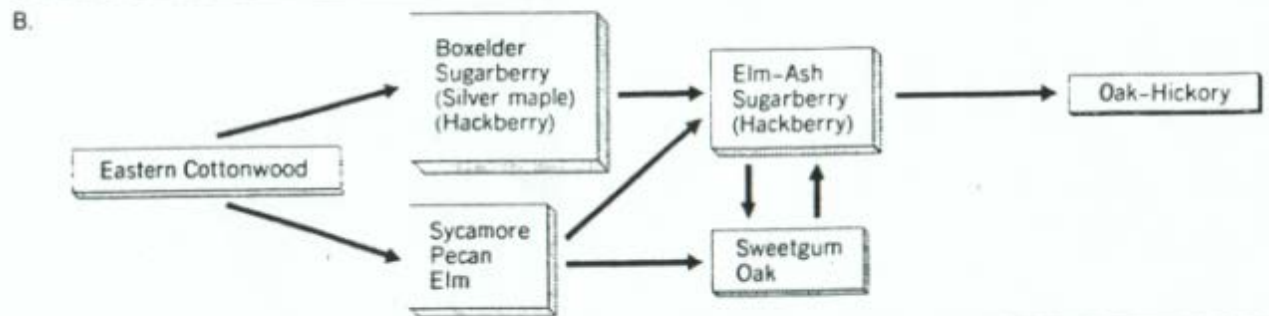 B.
Boxelder
Sugarberry
(Silver maple)
(Hackberry)
Elm-Ash
Sugarberry
(Hackberry)
Oak-Hickory
Eastern Cottonwood
Sycamore
Pecan
Elm
Sweetgum
Oak